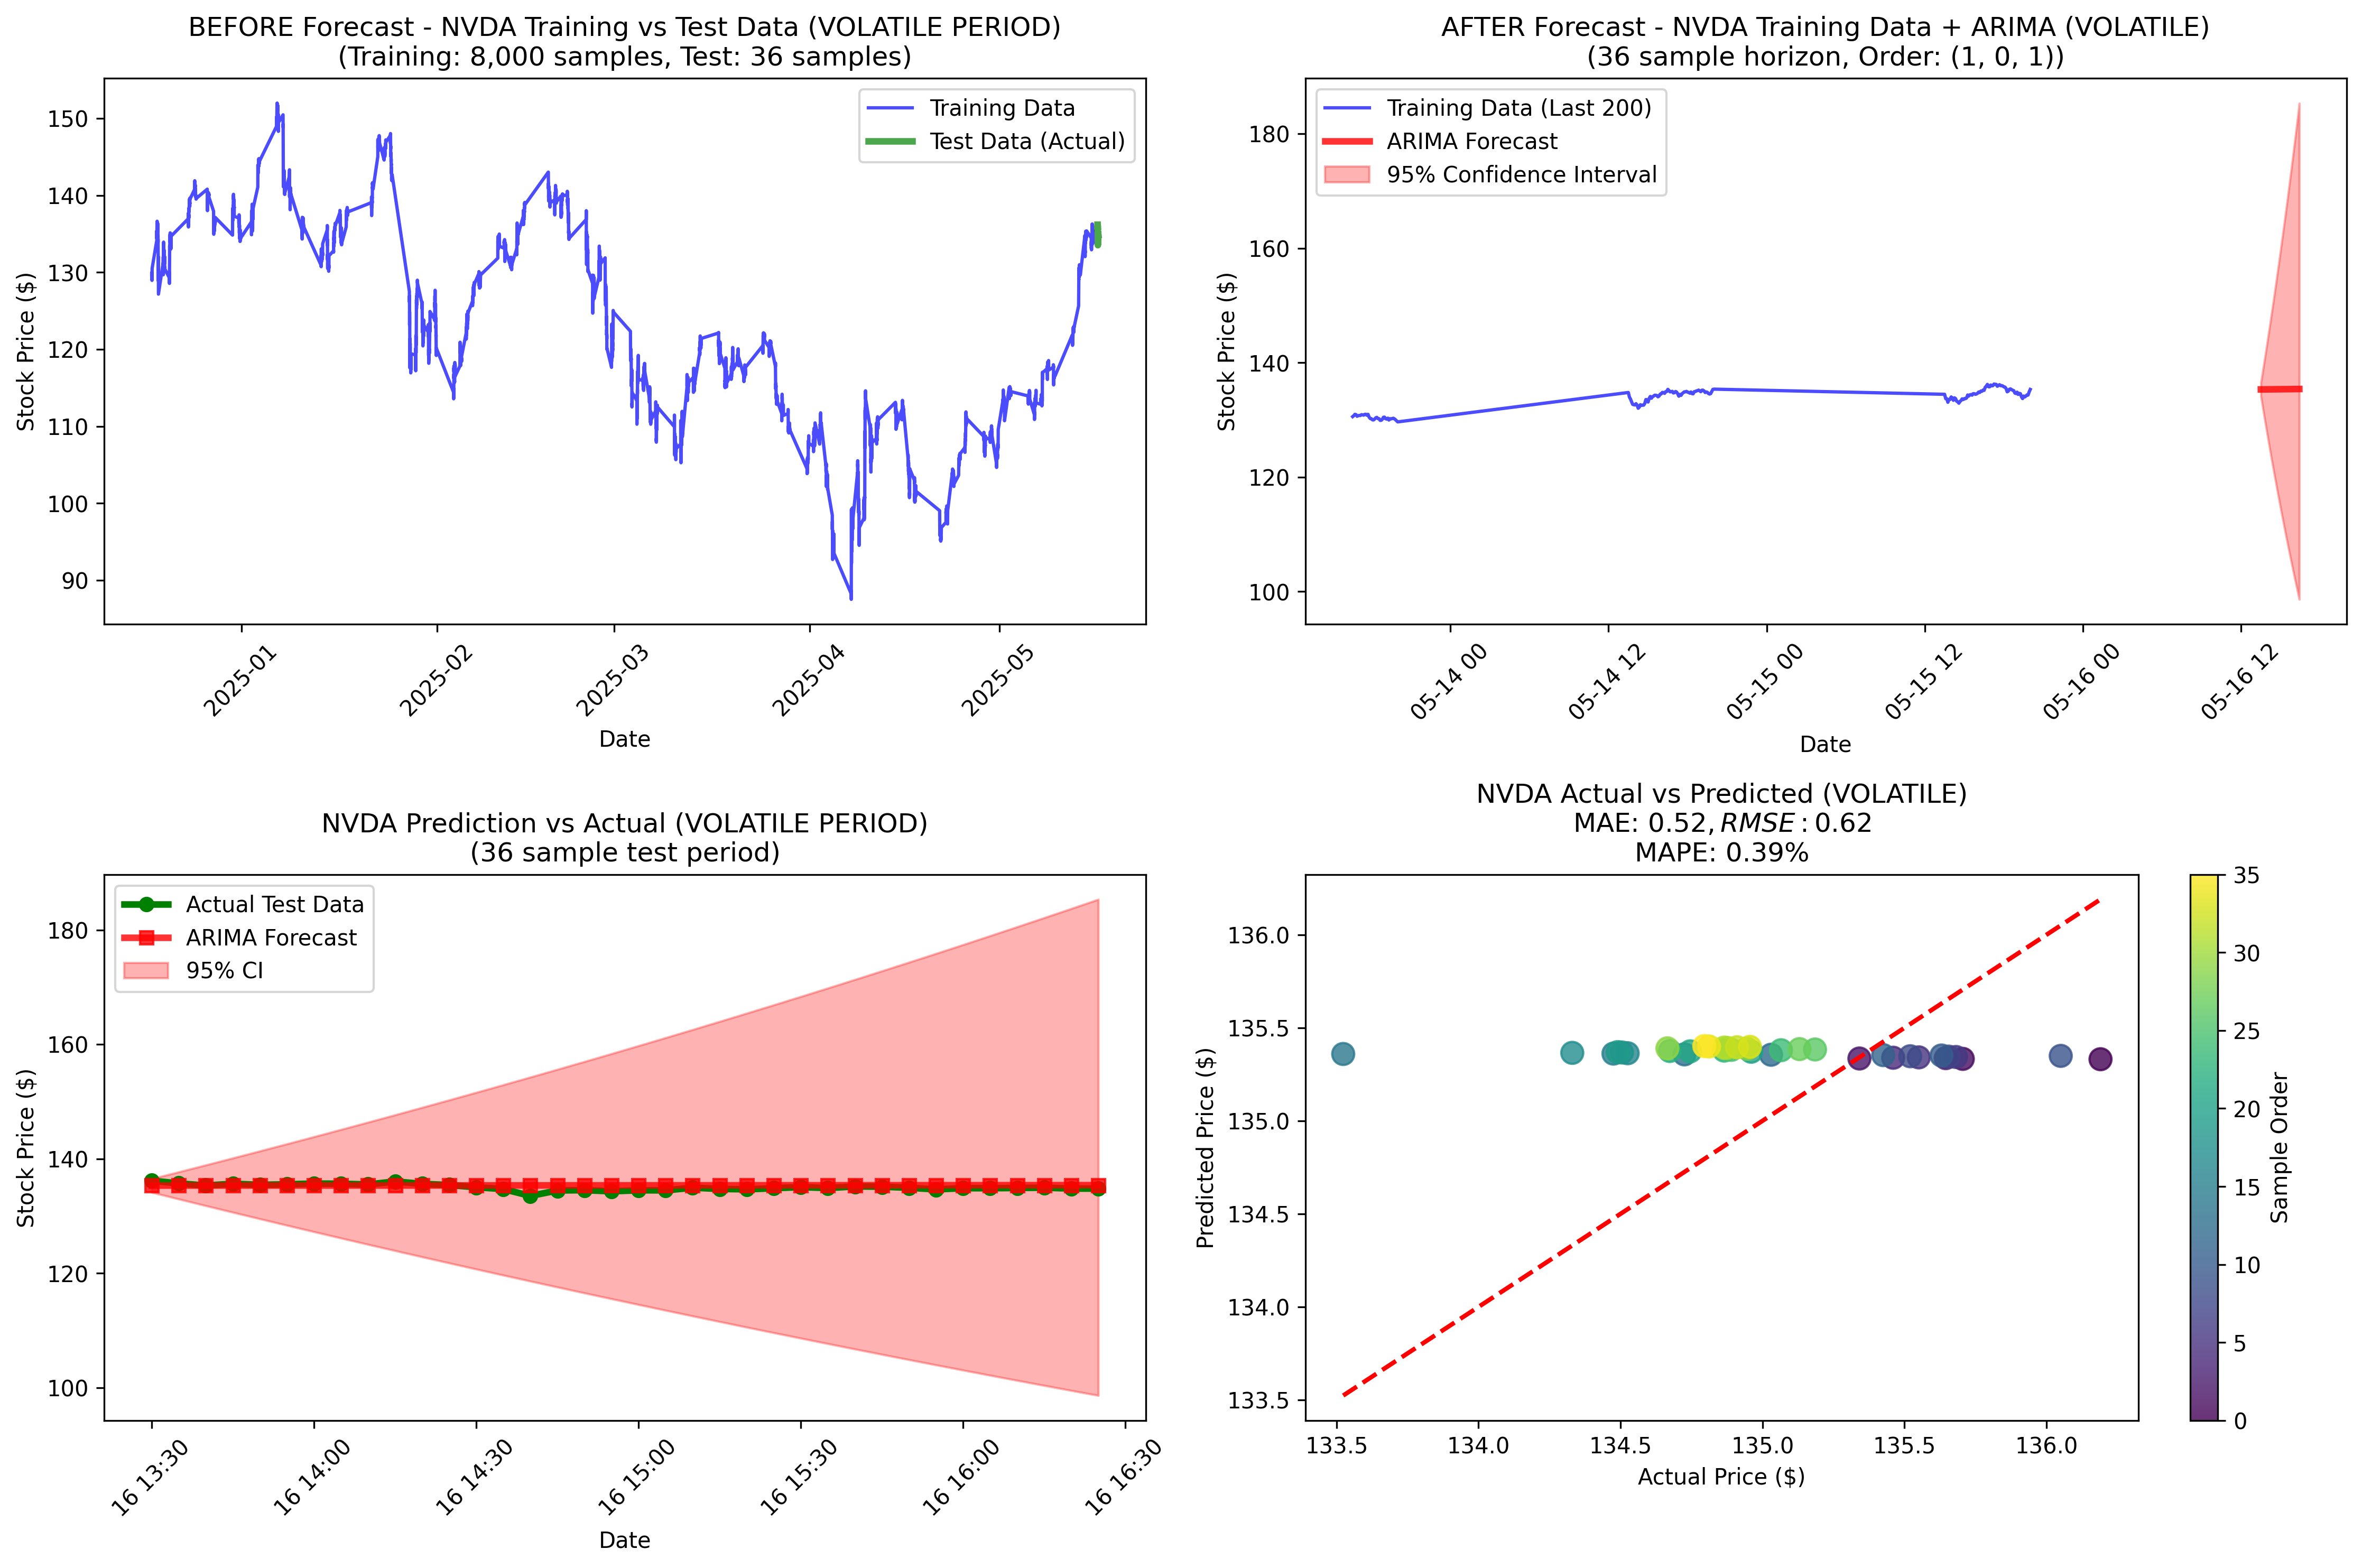 BEFORE Forecast - NVDA Training vs Test Data (VOLATILE PERIOD)
(Training: 8,000 samples, Test: 36 samples)
Training Data
Test Data (Actual)
150
140
130
120
110
100
90
Stock Price ($)
2025-01
2025-02
2025-03
2025-04
2025-05
Date
AFTER Forecast - NVDA Training Data + ARIMA (VOLATILE)
(36 sample horizon, Order: (1, 0, 1))
Training Data (Last 200)
ARIMA Forecast
95% Confidence Interval
180
160
140
120
100
Stock Price ($)
05-14 00
05-14 12
05-15 00
05-15 12
05-16 00
05-16 12
Date
NVDA Prediction vs Actual (VOLATILE PERIOD)
(36 sample test period)
Actual Test Data
ARIMA Forecast
95% CI
180
160
140
120
100
Stock Price ($)
16 13:30
16 14:00
16 14:30
16 15:00
16 15:30
16 16:00
16 16:30
Date
NVDA Actual vs Predicted (VOLATILE)
MAE: 0.52, RMSE : 0.62
MAPE: 0.39%
136.0
135.5
135.0
134.5
134.0
133.5
Predicted Price ($)
133.5
134.0
134.5
135.0
135.5
136.0
Actual Price ($)
35
30
25
20
15
10
5
0
Sample Order